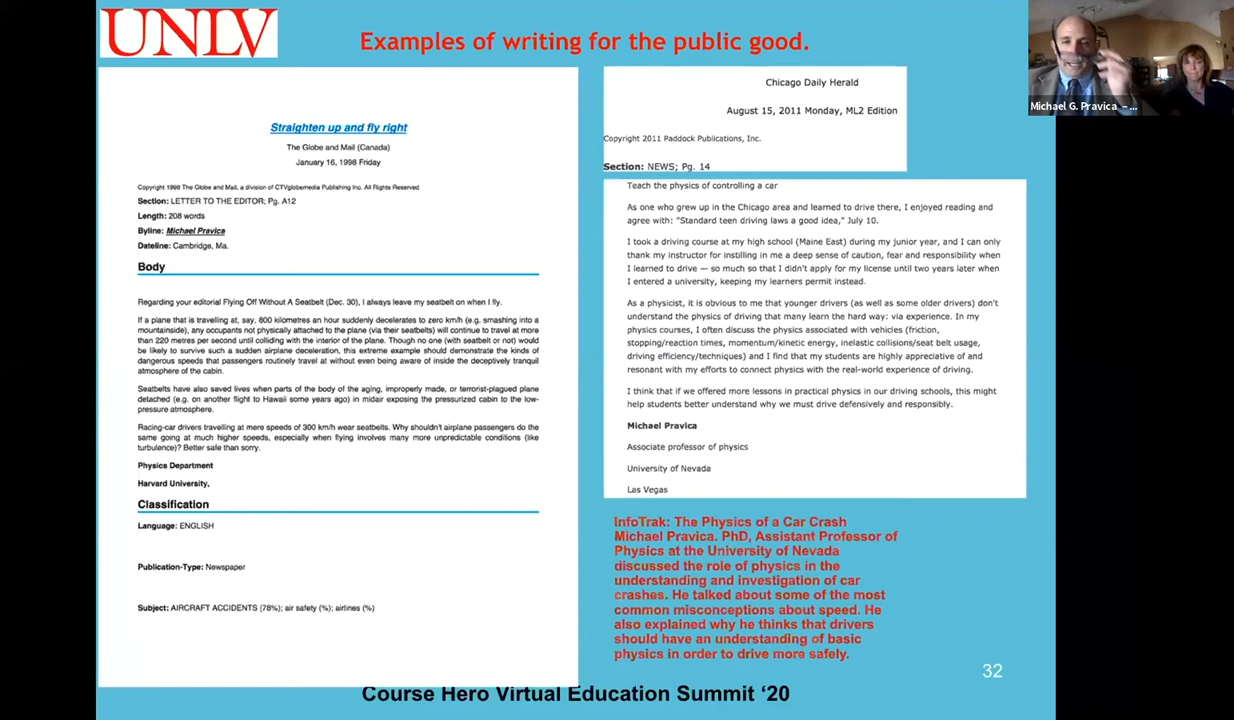 UNLV
Examples of writing for the public good.
Straighten up and fly right
The Globe and Mail (Canada)
January 16, 1998 Friday
Copyright 1998 The Globe and Mail, a division of CTVglobemedia Publishing Inc. All Rights Reserved
Section: LETTER TO THE EDITOR; Pg. A12
Length: 208 words
Byline: Michael Pravica
Dateline: Cambridge, Ma.
Body
Regarding your editorial Flying Off Without A Seatbelt (Dec. 30), I always leave my seatbelt on when I fly.
If a plane that is travelling at, say, 800 kilometres an hour suddenly decelerates to zero km/h (e.g. smashing into a
mountainside), any occupants not physically attached to the plane (via their seatbelts) will continue to travel at more
than 220 metres per second until colliding with the interior of the plane. Though no one (with seatbelt or not) would
be likely to survive such a sudden airplane deceleration, this extreme example should demonstrate the kinds of
dangerous speeds that passengers routinely travel at without even being aware of inside the deceptively tranquil
atmosphere of the cabin.
Seatbelts have also saved lives when parts of the body of the aging, improperly made, or terrorist-plagued plane
detached (e.g. on another flight to Hawaii some years ago) in midair exposing the pressurized cabin to the low-
pressure atmosphere.
Racing-car drivers travelling at mere speeds of 300 km/h wear seatbelts. Why shouldn't airplane passengers do the
same going at much higher speeds, especially when flying involves many more unpredictable conditions (like
turbulence)? Better safe than sorry.
Physics Department
Harvard University,
Classification
Language: ENGLISH
Publication-Type: Newspaper
Subject: AIRCRAFT ACCIDENTS (78%); air safety (%); airlines (%)
Chicago Daily Herald
August 15, 2011 Monday, ML2 Edition
Copyright 2011 Paddock Publications, Inc.
Section: NEWS; Pg. 14
Teach the physics of controlling a car
As one who grew up in the Chicago area and learned to drive there, I enjoyed reading and
agree with: "Standard teen driving laws a good idea," July 10.
I took a driving course at my high school (Maine East) during my junior year, and I can only
thank my instructor for instilling in me a deep sense of caution, fear and responsibility when
I learned to drive — so much so that I didn't apply for my license until two years later when
I entered a university, keeping my learners permit instead.
As a physicist, it is obvious to me that younger drivers (as well as some older drivers) don't
understand the physics of driving that many learn the hard way: via experience. In my
physics courses, I often discuss the physics associated with vehicles (friction,
stopping/reaction times, momentum/kinetic energy, inelastic collisions/seat belt usage,
driving efficiency/techniques) and I find that my students are highly appreciative of and
resonant with my efforts to connect physics with the real-world experience of driving.
I think that if we offered more lessons in practical physics in our driving schools, this might
help students better understand why we must drive defensively and responsibly.
Michael Pravica
Associate professor of physics
University of Nevada
Las Vegas
InfoTrak: The Physics of a Car Crash
Michael Pravica. PhD, Assistant Professor of
Physics at the University of Nevada
discussed the role of physics in the
understanding and investigation of car
crashes. He talked about some of the most
common misconceptions about speed. He
also explained why he thinks that drivers
should have an understanding of basic
physics in order to drive more safely.
32
Course Hero Virtual Education Summit ‘20
Michael G. Pravica – ...